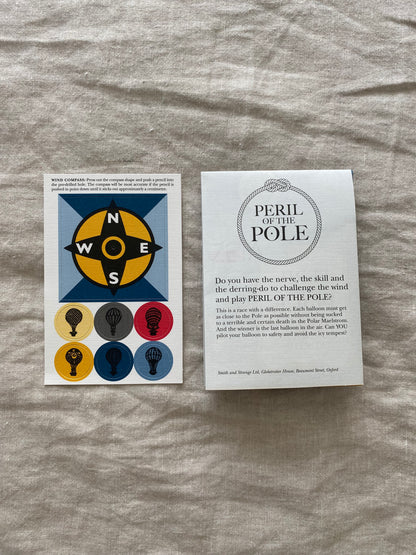 WIND COMPASS: Press out the compass shape and push a pencil into
the pre-drilled hole. The compass will be most accurate if the pencil is
pushed in point down until it sticks out approximately a centimetre.
N
W E
S
PERIL
OF THE
POLE
Do you have the nerve, the skill and
the derring-do to challenge the wind
and play PERIL OF THE POLE?
This is a race with a difference. Each balloon must get
as close to the Pole as possible without being sucked
to a terrible and certain death in the Polar Maelstrom.
And the winner is the last balloon in the air. Can YOU
pilot your balloon to safety and avoid the icy tempest?
Smith and Strange Ltd, Globetrotter House, Beaumont Street, Oxford